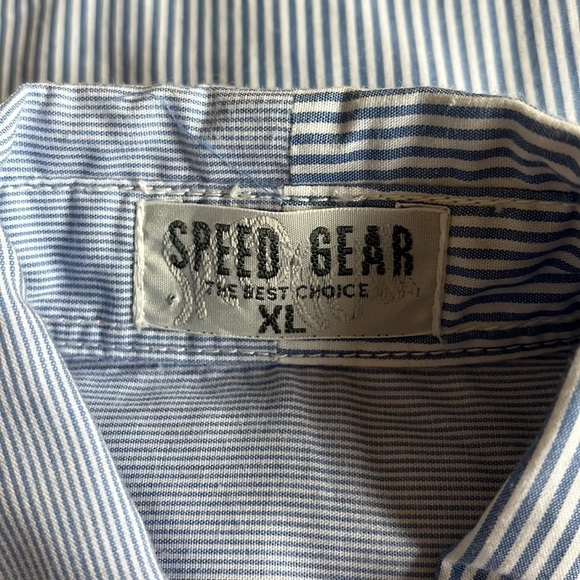 SPEED GEAR
THE BEST CHOICE
XL